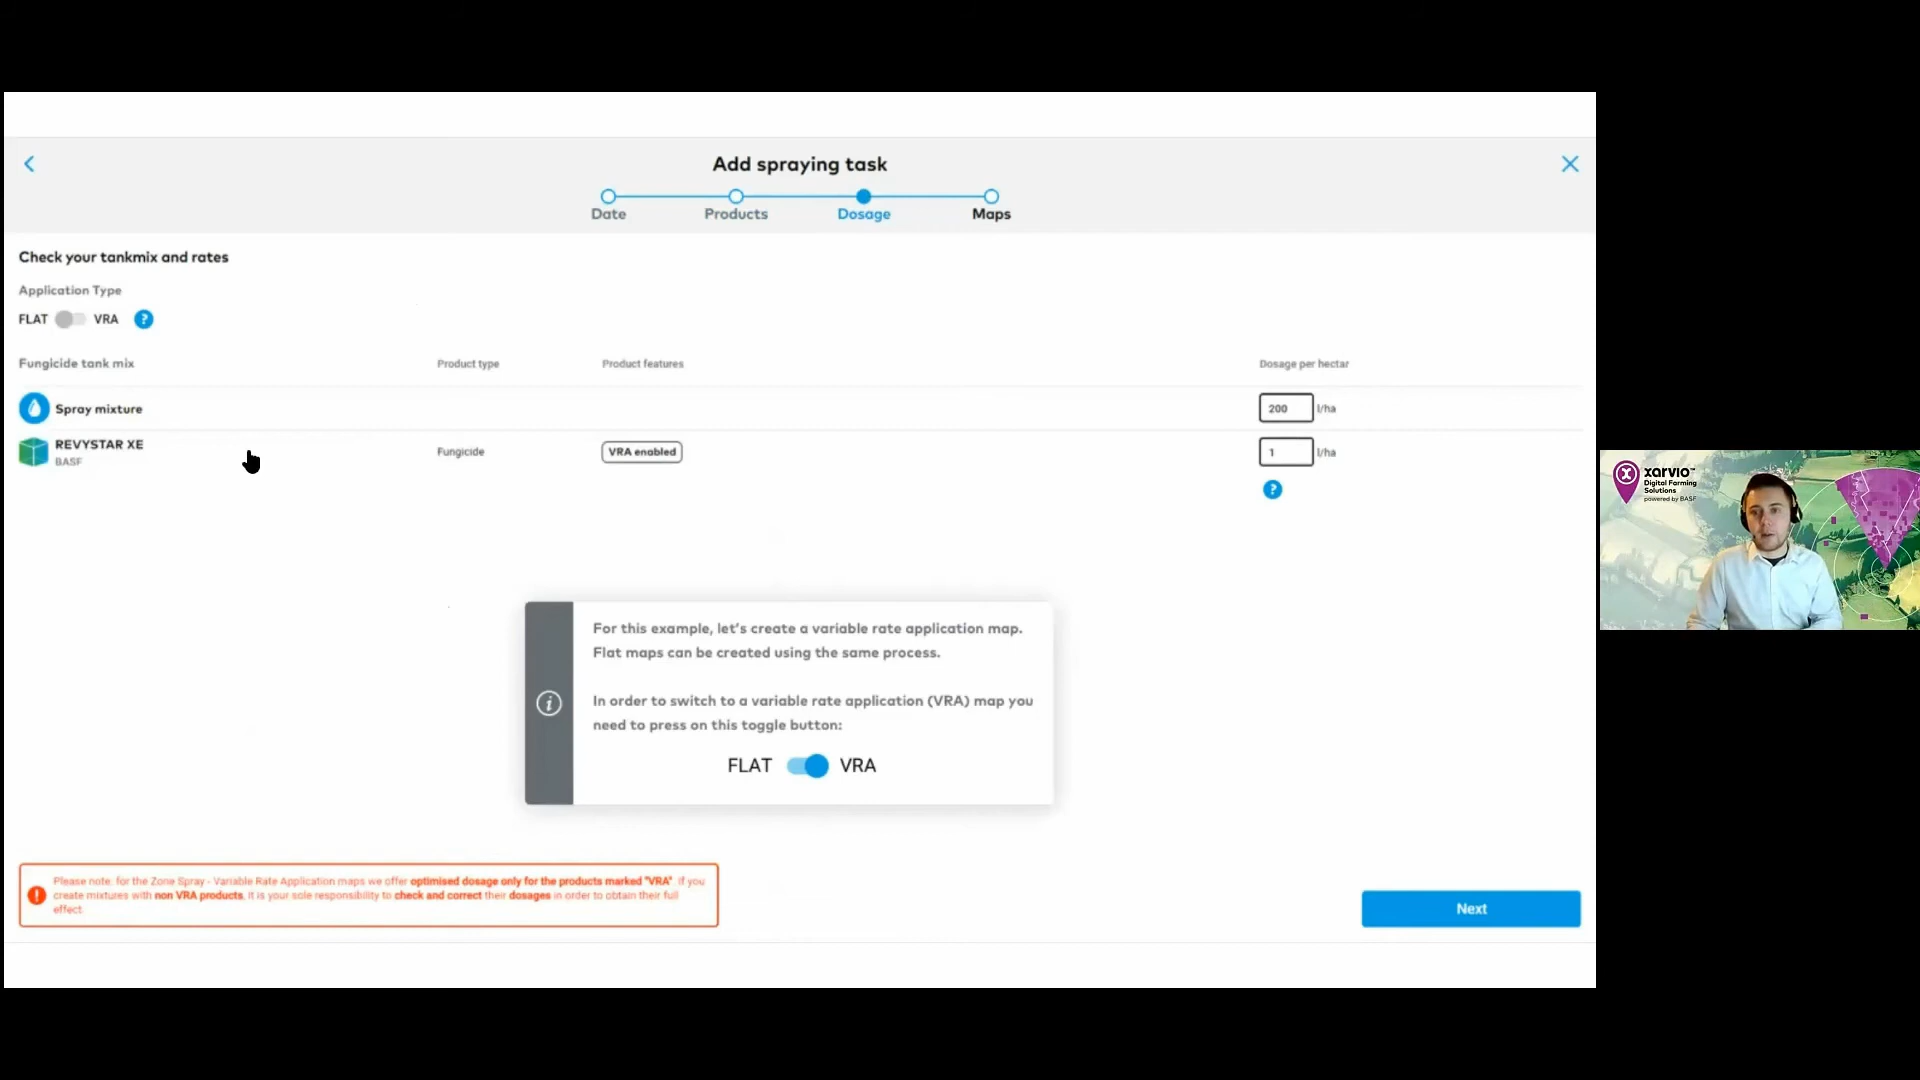 Add spraying task
Date
Products
Dosage
Maps
Check your tankmix and rates
Application Type
FLAT VRA ?
Fungicide tank mix
Product type
Product features
Dosage per hectar
Spray mixture
200 l/ha
REVYSTAR XE
BASF
Fungicide
VRA enabled
1 l/ha
?
For this example, let's create a variable rate application map.
Flat maps can be created using the same process.
In order to switch to a variable rate application (VRA) map you
need to press on this toggle button:
FLAT VRA
Please note: for the Zone Spray - Variable Rate Application maps we offer optimised dosage only for the products marked "VRA". If you
create mixtures with non VRA products, it is your sole responsibility to check and correct their dosages in order to obtain their full
effect
Next
xarvio™
Digital Farming
Solutions
powered by BASF